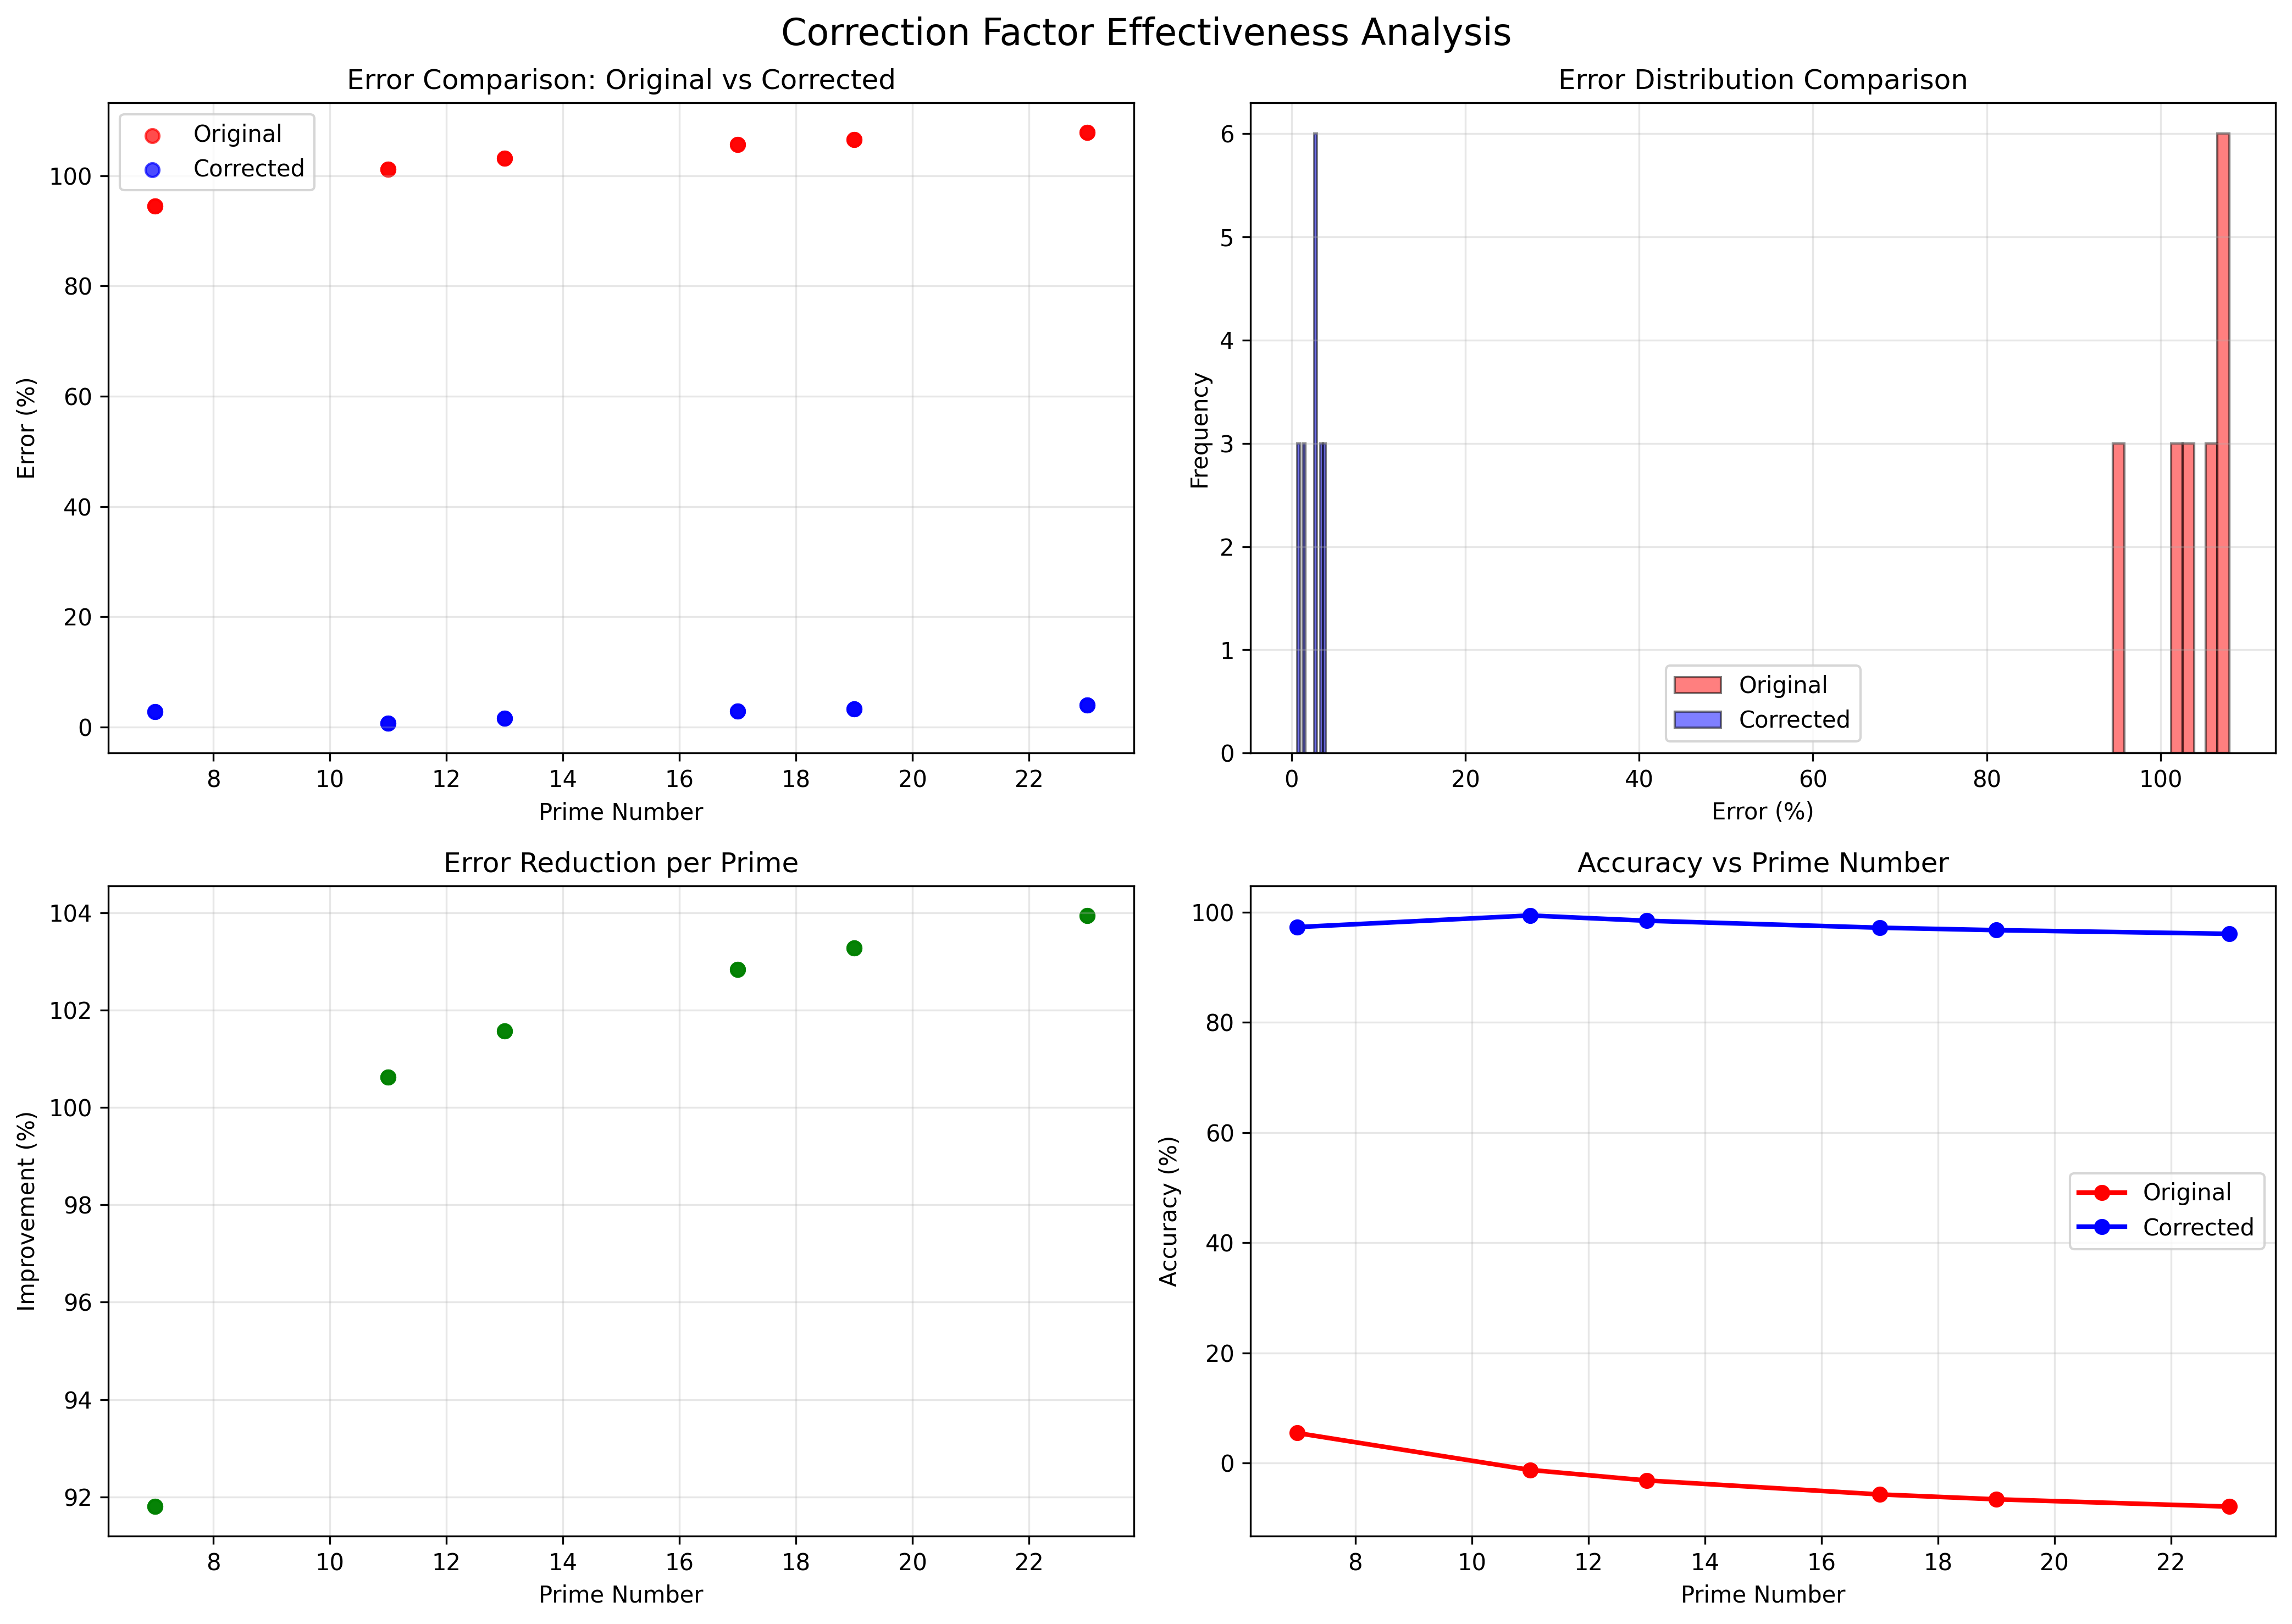 Correction Factor Effectiveness Analysis
Error Comparison: Original vs Corrected
Original
Corrected
100
80
60
40
20
0
Error (%)
8 10 12 14 16 18 20 22
Prime Number
Error Distribution Comparison
6
5
4
3
2
1
0
Frequency
Original
Corrected
0 20 40 60 80 100
Error (%)
Error Reduction per Prime
104
102
100
98
96
94
92
Improvement (%)
8 10 12 14 16 18 20 22
Prime Number
Accuracy vs Prime Number
100
80
60
40
20
0
Accuracy (%)
Original
Corrected
8 10 12 14 16 18 20 22
Prime Number